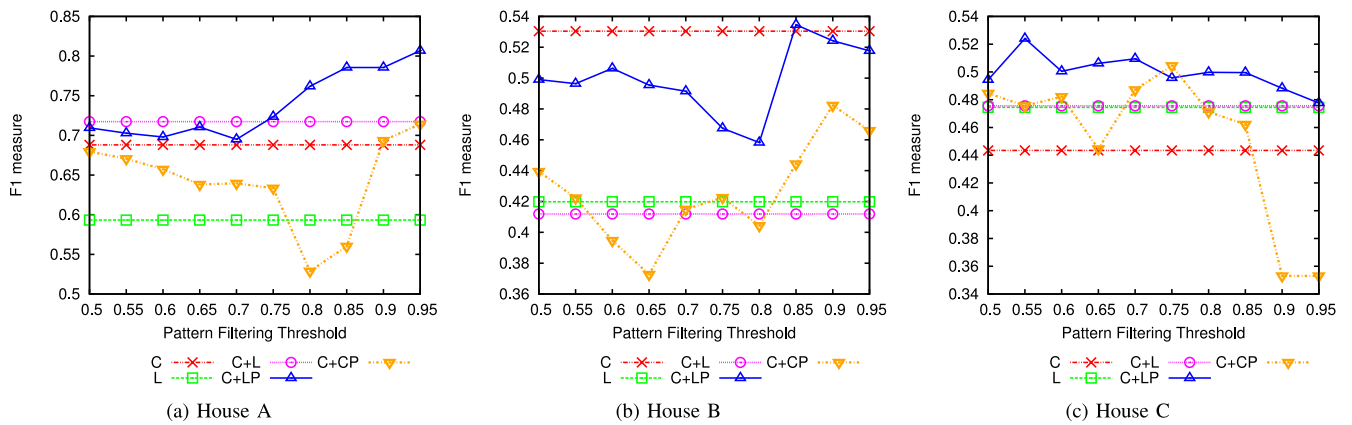 0.85
0.8
0.75
0.7
0.65
0.6
0.55
0.5
F1 measure
0.5 0.55 0.6 0.65 0.7 0.75 0.8 0.85 0.9 0.95
Pattern Filtering Threshold
C C+L C+CP
L C+LP
(a) House A
0.54
0.52
0.5
0.48
0.46
0.44
0.42
0.4
0.38
0.36
F1 measure
0.5 0.55 0.6 0.65 0.7 0.75 0.8 0.85 0.9 0.95
Pattern Filtering Threshold
C C+L C+CP
L C+LP
(b) House B
0.54
0.52
0.5
0.48
0.46
0.44
0.42
0.4
0.38
0.36
0.34
F1 measure
0.5 0.55 0.6 0.65 0.7 0.75 0.8 0.85 0.9 0.95
Pattern Filtering Threshold
C C+L C+CP
L C+LP
(c) House C